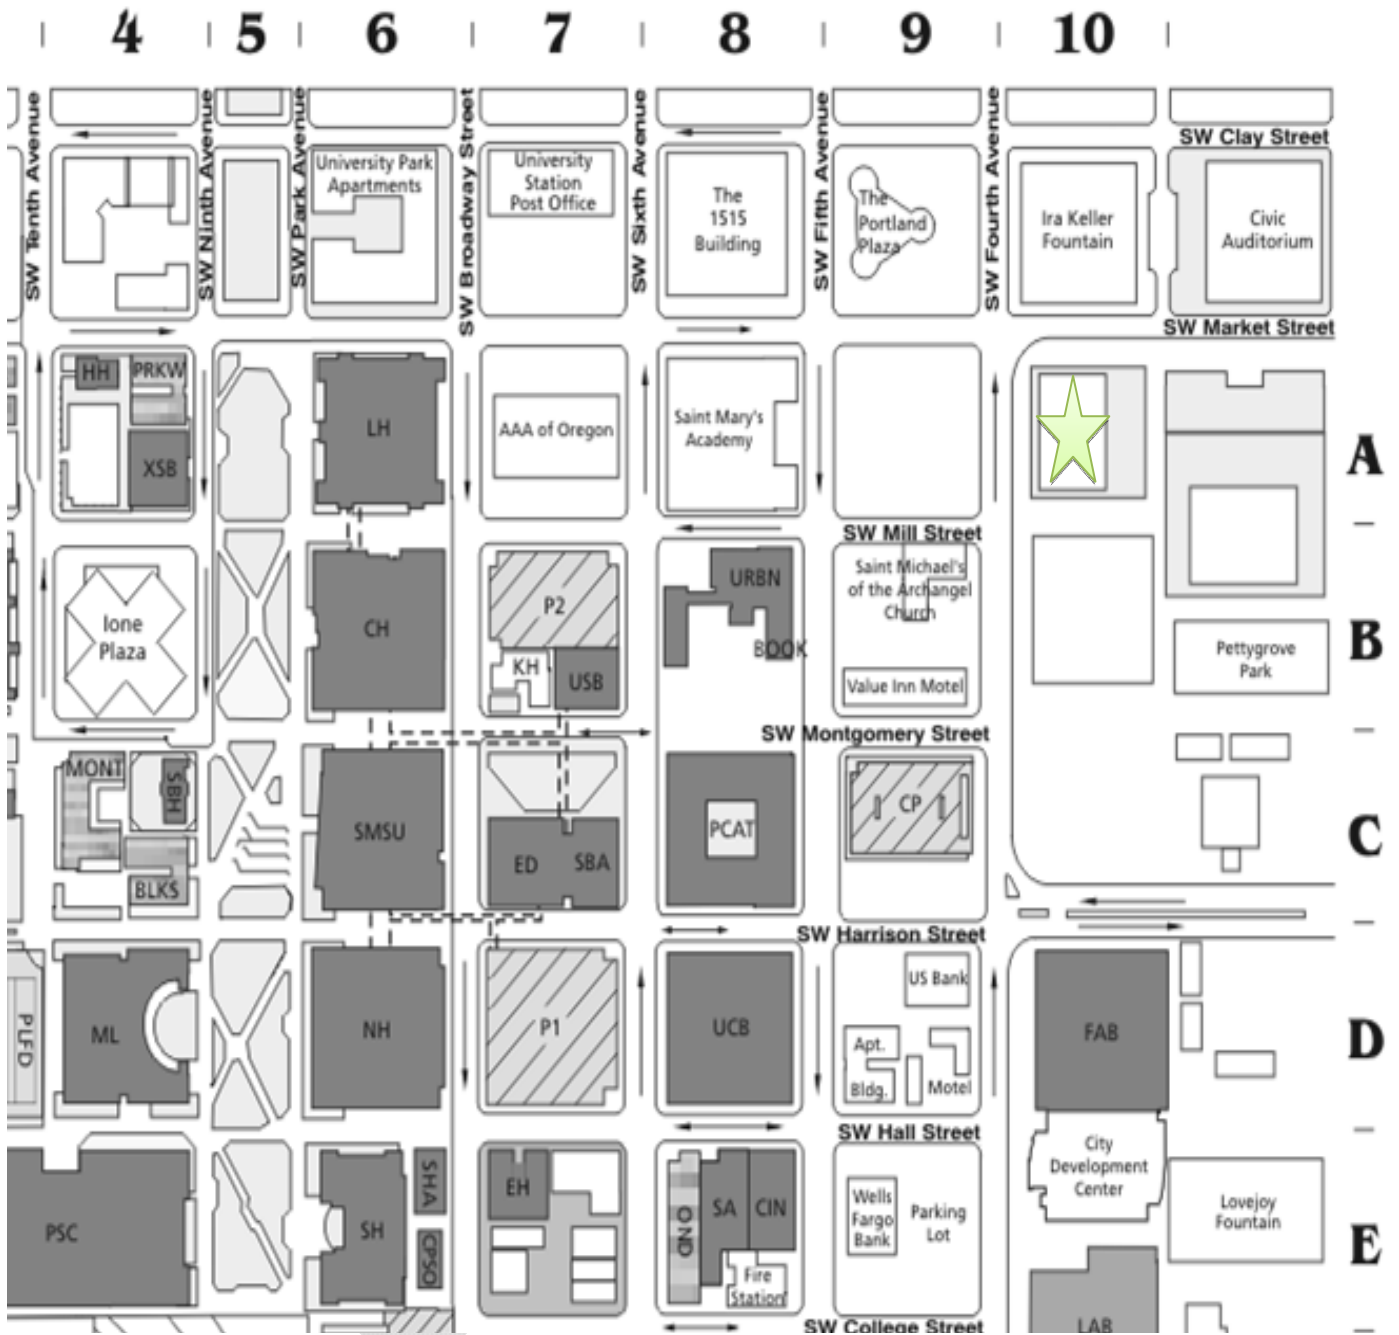 4 5 6 7 8 9 10
SW Tenth Avenue
SW Ninth Avenue
SW Park Avenue
SW Broadway Street
SW Sixth Avenue
SW Fifth Avenue
SW Fourth Avenue
SW Clay Street
University Park
Apartments
University
Station
Post Office
The
1515
Building
The
Portland
Plaza
Ira Keller
Fountain
Civic
Auditorium
SW Market Street
HH
PRKW
XSB
LH
AAA of Oregon
Saint Mary's
Academy
A
SW Mill Street
Ione
Plaza
CH
P2
KH
USB
URBN
BOOK
Saint Michael's
of the Archangel
Church
Value Inn Motel
Pettygrove
Park
B
SW Montgomery Street
MONT
SBH
BLKS
SMSU
ED
SBA
PCAT
CP
C
SW Harrison Street
PLFD
ML
NH
P1
UCB
US Bank
Apt.
Bldg.
Motel
FAB
D
SW Hall Street
PSC
SH
SHA
CPSO
EH
OND
SA
CIN
Fire
Station
Wells
Fargo
Bank
Parking
Lot
City
Development
Center
Lovejoy
Fountain
E
LAB
SW College Street